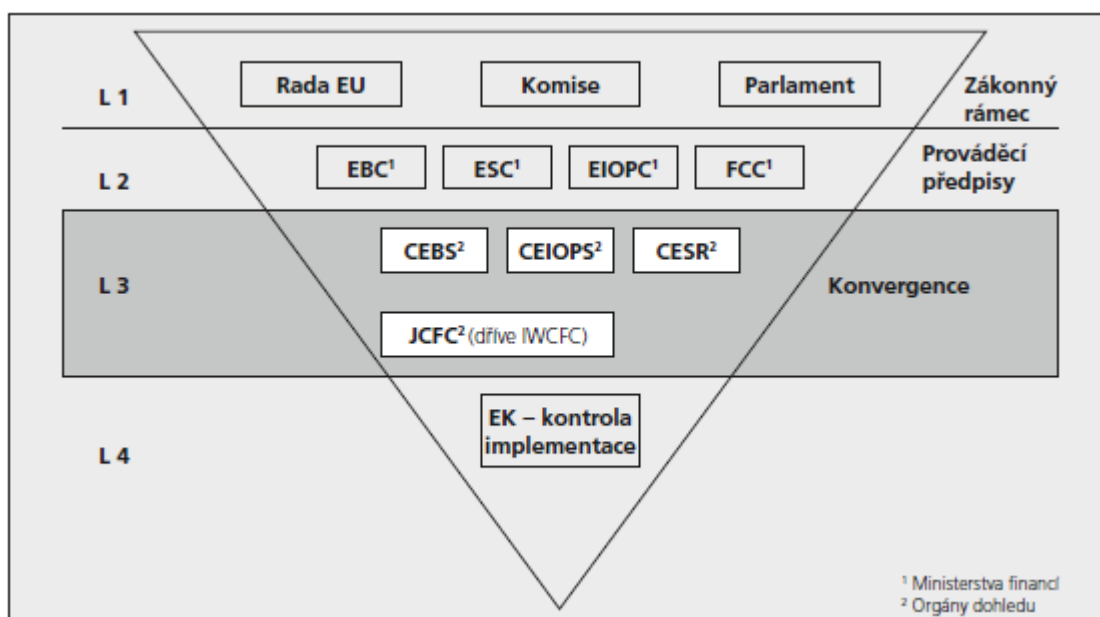 Rada EU Komise Parlament Zákonný
L 1 rámec
EBC¹ ESC¹ EIOPC¹ FCC¹ Prováděcí
L 2 předpisy
CEBS² CEIOPS² CESR²
L 3 Konvergence
JCFC² (dříve IWCFC)
EK – kontrola
implementace
L 4
¹ Ministerstva financí
² Orgány dohledu